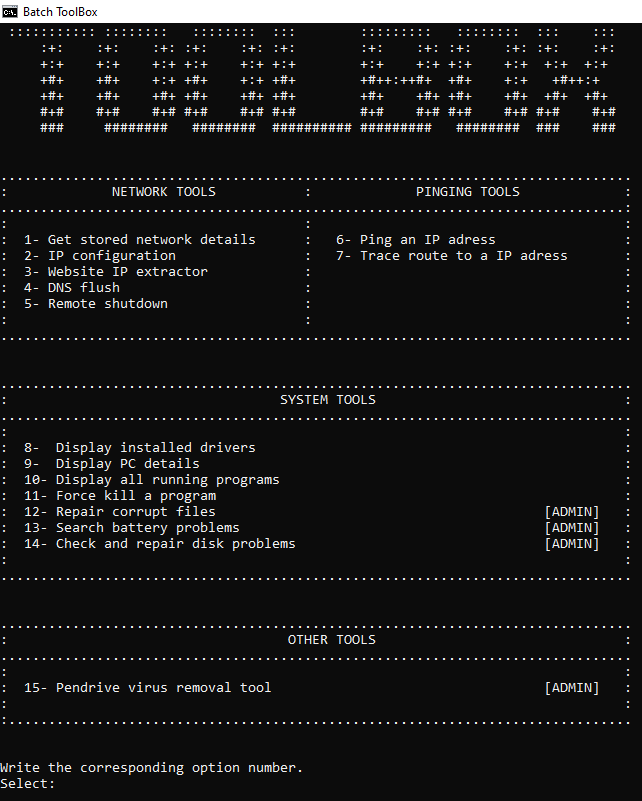 Batch ToolBox
TOOLBOX
NETWORK TOOLS
1- Get stored network details
2- IP configuration
3- Website IP extractor
4- DNS flush
5- Remote shutdown
PINGING TOOLS
6- Ping an IP adress
7- Trace route to a IP adress
SYSTEM TOOLS
8- Display installed drivers
9- Display PC details
10- Display all running programs
11- Force kill a program
12- Repair corrupt files [ADMIN]
13- Search battery problems [ADMIN]
14- Check and repair disk problems [ADMIN]
OTHER TOOLS
15- Pendrive virus removal tool [ADMIN]
Write the corresponding option number.
Select: